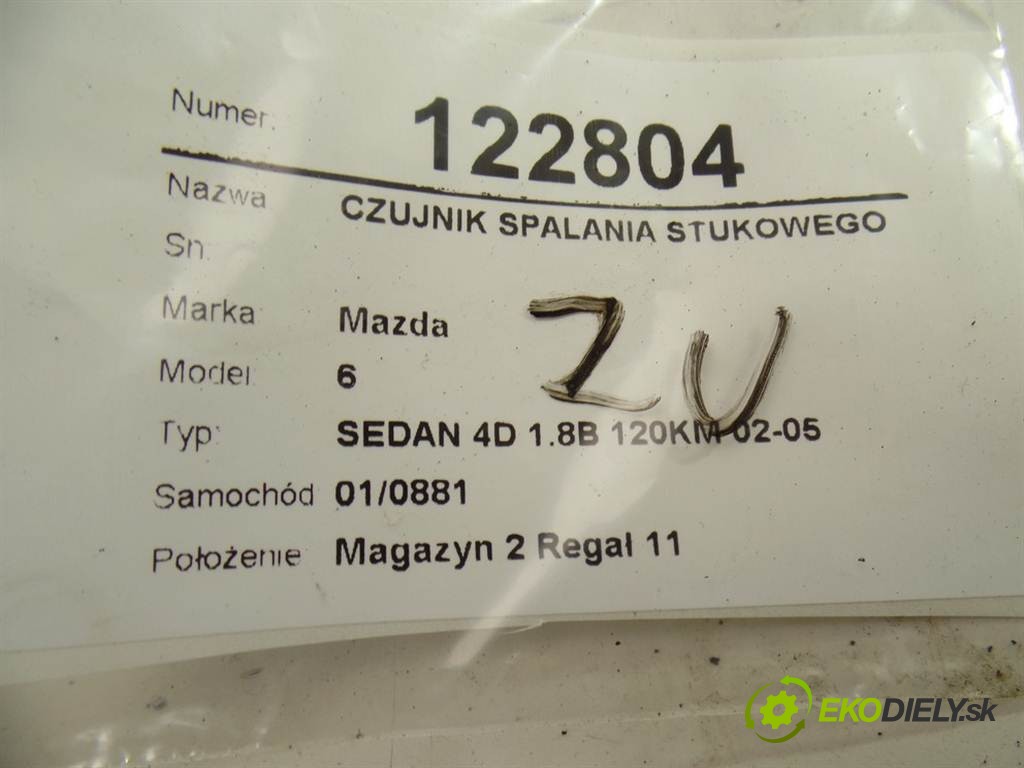 Numer: 122804
Nazwa CZUJNIK SPALANIA STUKOWEGO
Sn:
Marka: Mazda
Model: 6
Typ: SEDAN 4D 1.8B 120KM 02-05
Samochód 01/0881
Położenie Magazyn 2 Regał 11
ZU
EKODIELY.sk